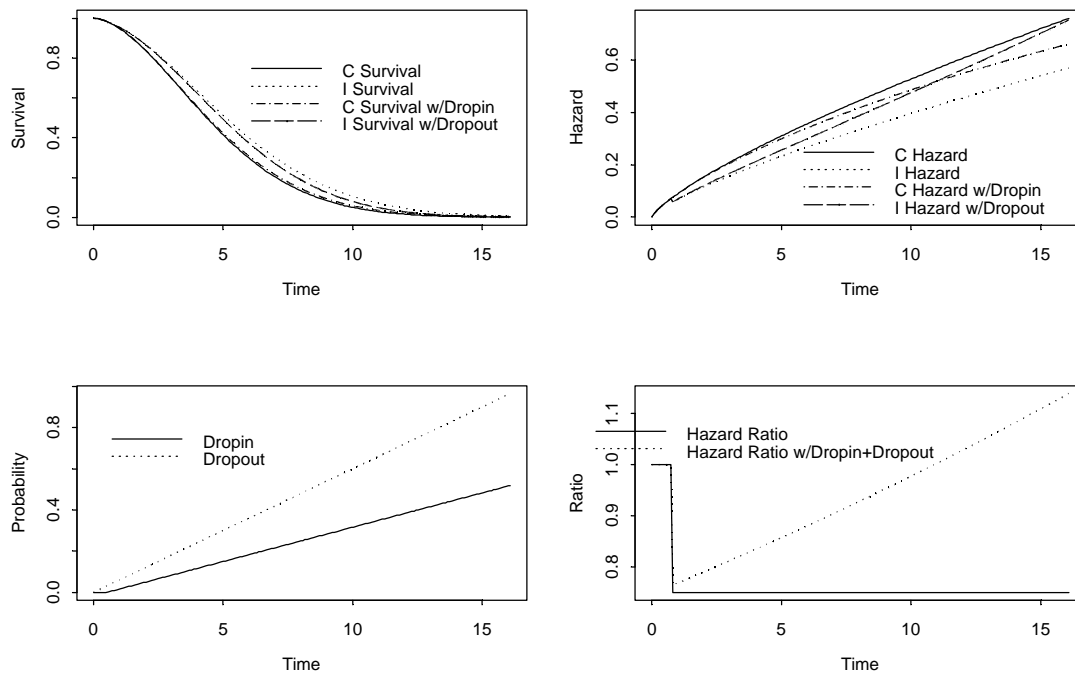 Survival
0.0
0.4
0.8
C Survival
I Survival
C Survival w/Dropin
I Survival w/Dropout
0
5
10
15
Time
Hazard
0.0
0.2
0.4
0.6
C Hazard
I Hazard
C Hazard w/Dropin
I Hazard w/Dropout
0
5
10
15
Time
Probability
0.0
0.4
0.8
Dropin
Dropout
0
5
10
15
Time
Ratio
0.8
0.9
1.0
1.1
Hazard Ratio
Hazard Ratio w/Dropin+Dropout
0
5
10
15
Time